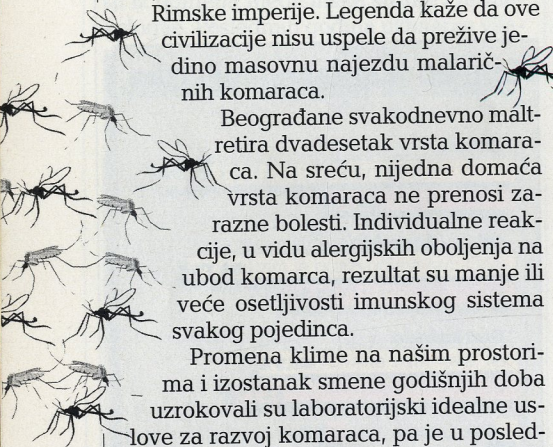 Rimske imperije. Legenda kaže da ove
civilizacije nisu uspele da prežive je-
dino masovnu najezdu malarič-
nih komaraca.
Beograđane svakodnevno malt-
retira dvadesetak vrsta komara-
ca. Na sreću, nijedna domaća
vrsta komaraca ne prenosi za-
razne bolesti. Individualne reak-
cije, u vidu alergijskih oboljenja na
ubod komarca, rezultat su manje ili
veće osetljivosti imunskog sistema
svakog pojedinca.
Promena klime na našim prostori-
ma i izostanak smene godišnjih doba
uzrokovali su laboratorijski idealne us-
love za razvoj komaraca, pa je u posled-